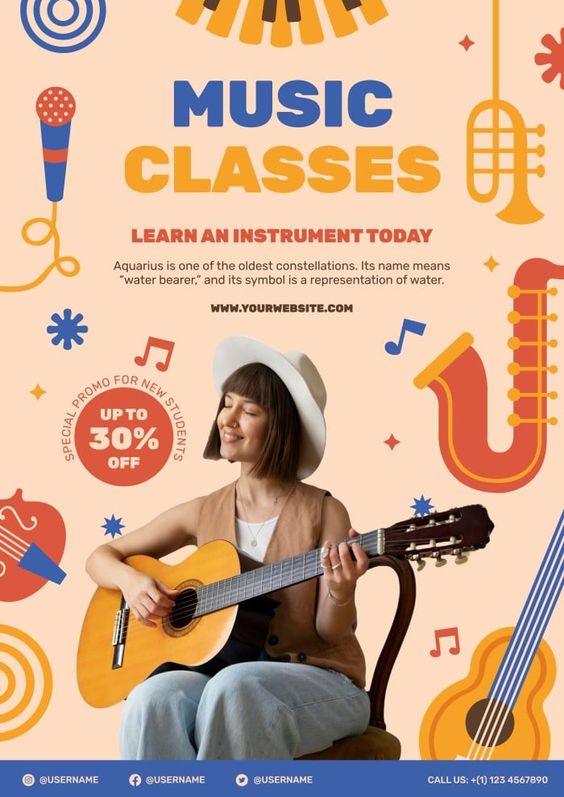 MUSIC
CLASSES
LEARN AN INSTRUMENT TODAY
Aquarius is one of the oldest constellations. Its name means
“water bearer,” and its symbol is a representation of water.
WWW.YOURWEBSITE.COM
SPECIAL PROMO FOR NEW STUDENTS
UP TO
30%
OFF
@USERNAME
@USERNAME
@USERNAME
CALL US: +(1) 123 4567890